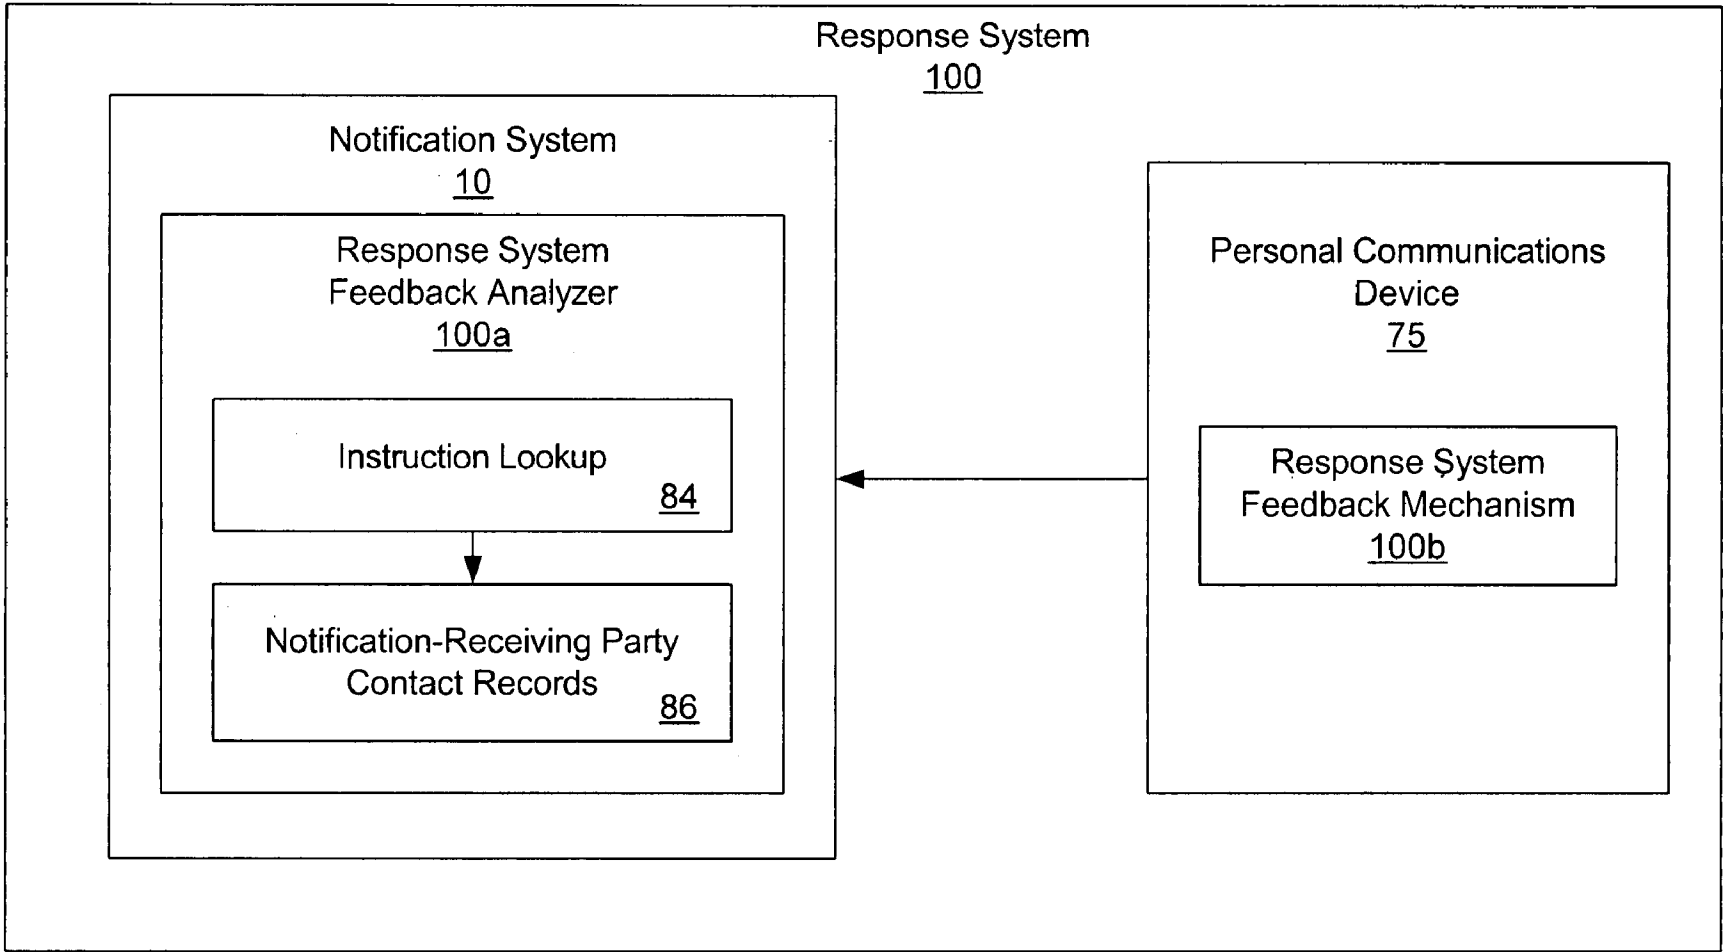 Response System
100
Notification System
10
Response System
Feedback Analyzer
100a
Instruction Lookup
84
Notification-Receiving Party
Contact Records
86
Personal Communications
Device
75
Response System
Feedback Mechanism
100b